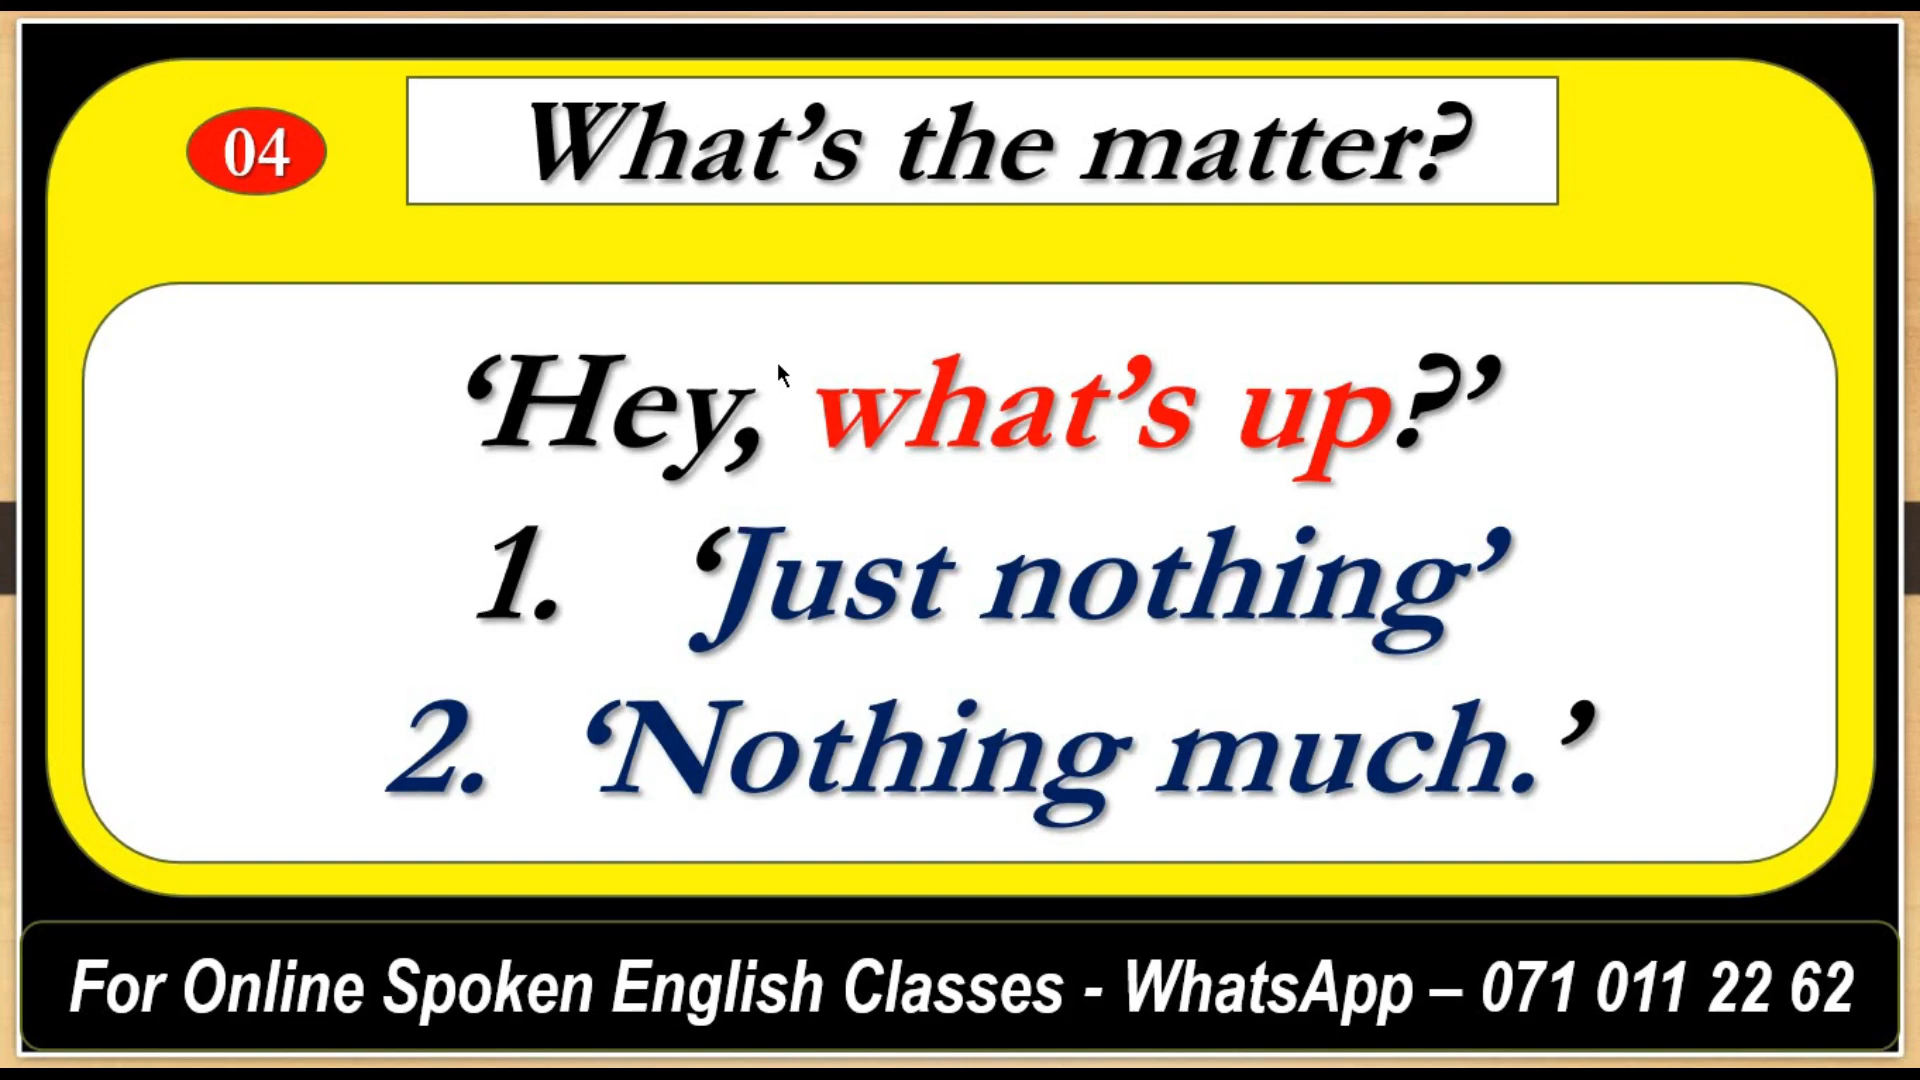 04
What’s the matter?
‘Hey, what’s up?’
1. ‘Just nothing’
2. ‘Nothing much.’
For Online Spoken English Classes - WhatsApp – 071 011 22 62